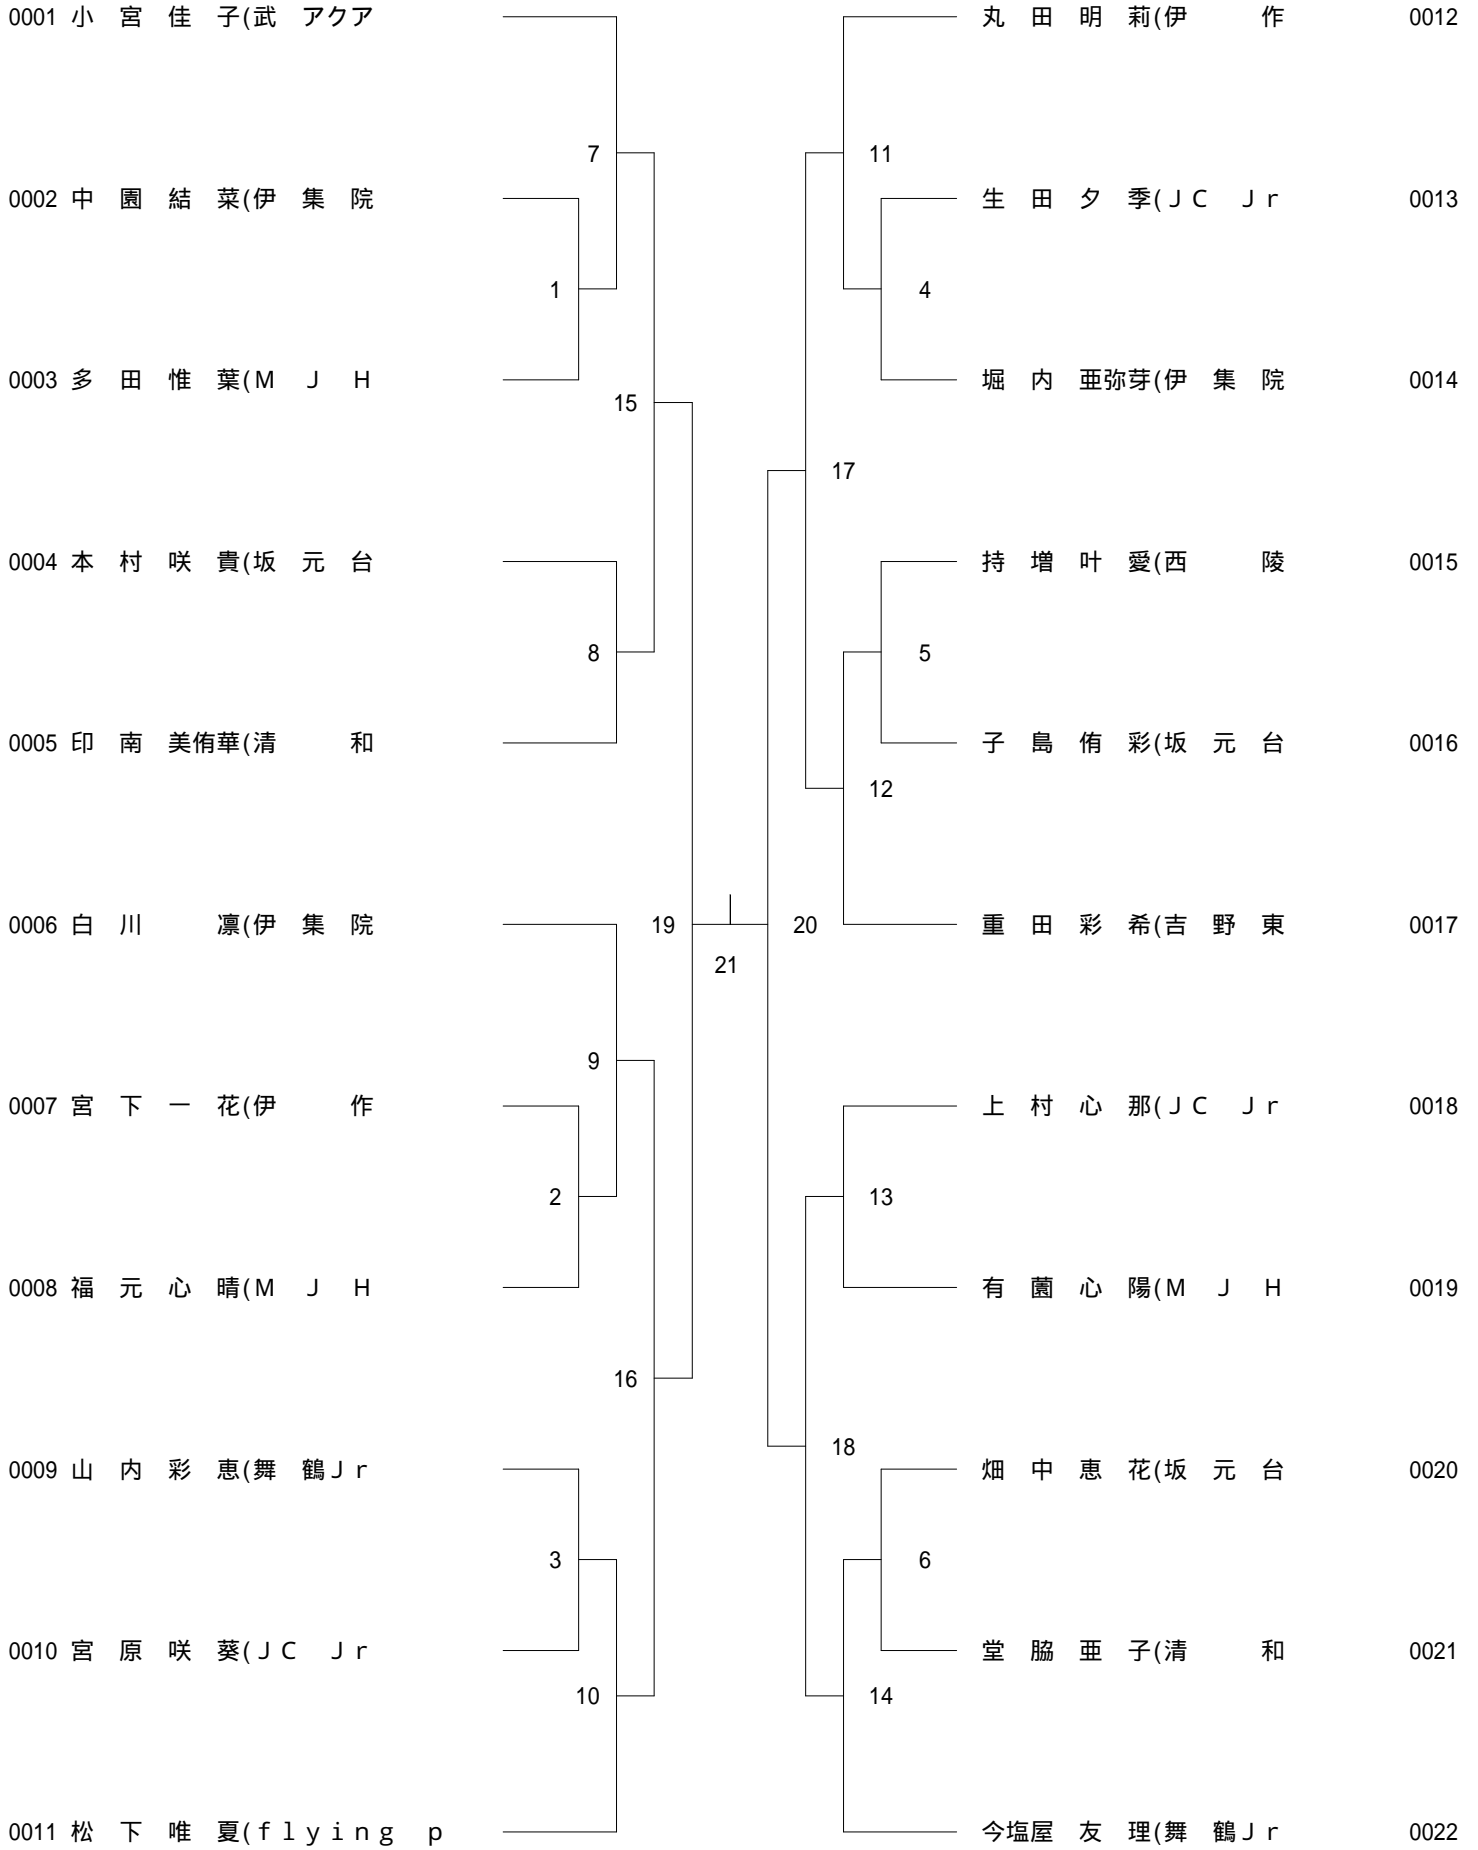 0001 小　宮　佳　子(武　アクア
丸　田　明　莉(伊　　　作 0012
7
11
0002 中　園　結　菜(伊　集　院
生　田　夕　季(ＪＣ　Ｊｒ 0013
1
4
0003 多　田　惟　葉(Ｍ　Ｊ　Ｈ
堀　内　亜弥芽(伊　集　院 0014
15
17
0004 本　村　咲　貴(坂　元　台
持　増　叶　愛(西　　　陵 0015
8
5
0005 印　南　美侑華(清　　　和
子　島　侑　彩(坂　元　台 0016
12
0006 白　川　　　凛(伊　集　院
19
20
重　田　彩　希(吉　野　東 0017
21
9
0007 宮　下　一　花(伊　　　作
上　村　心　那(ＪＣ　Ｊｒ 0018
2
13
0008 福　元　心　晴(Ｍ　Ｊ　Ｈ
有　薗　心　陽(Ｍ　Ｊ　Ｈ 0019
16
18
0009 山　内　彩　恵(舞　鶴Ｊｒ
畑　中　恵　花(坂　元　台 0020
3
6
0010 宮　原　咲　葵(ＪＣ　Ｊｒ
堂　脇　亜　子(清　　　和 0021
10
14
0011 松　下　唯　夏(ｆｌｙｉｎｇ　ｐ
今塩屋　友　理(舞　鶴Ｊｒ 0022